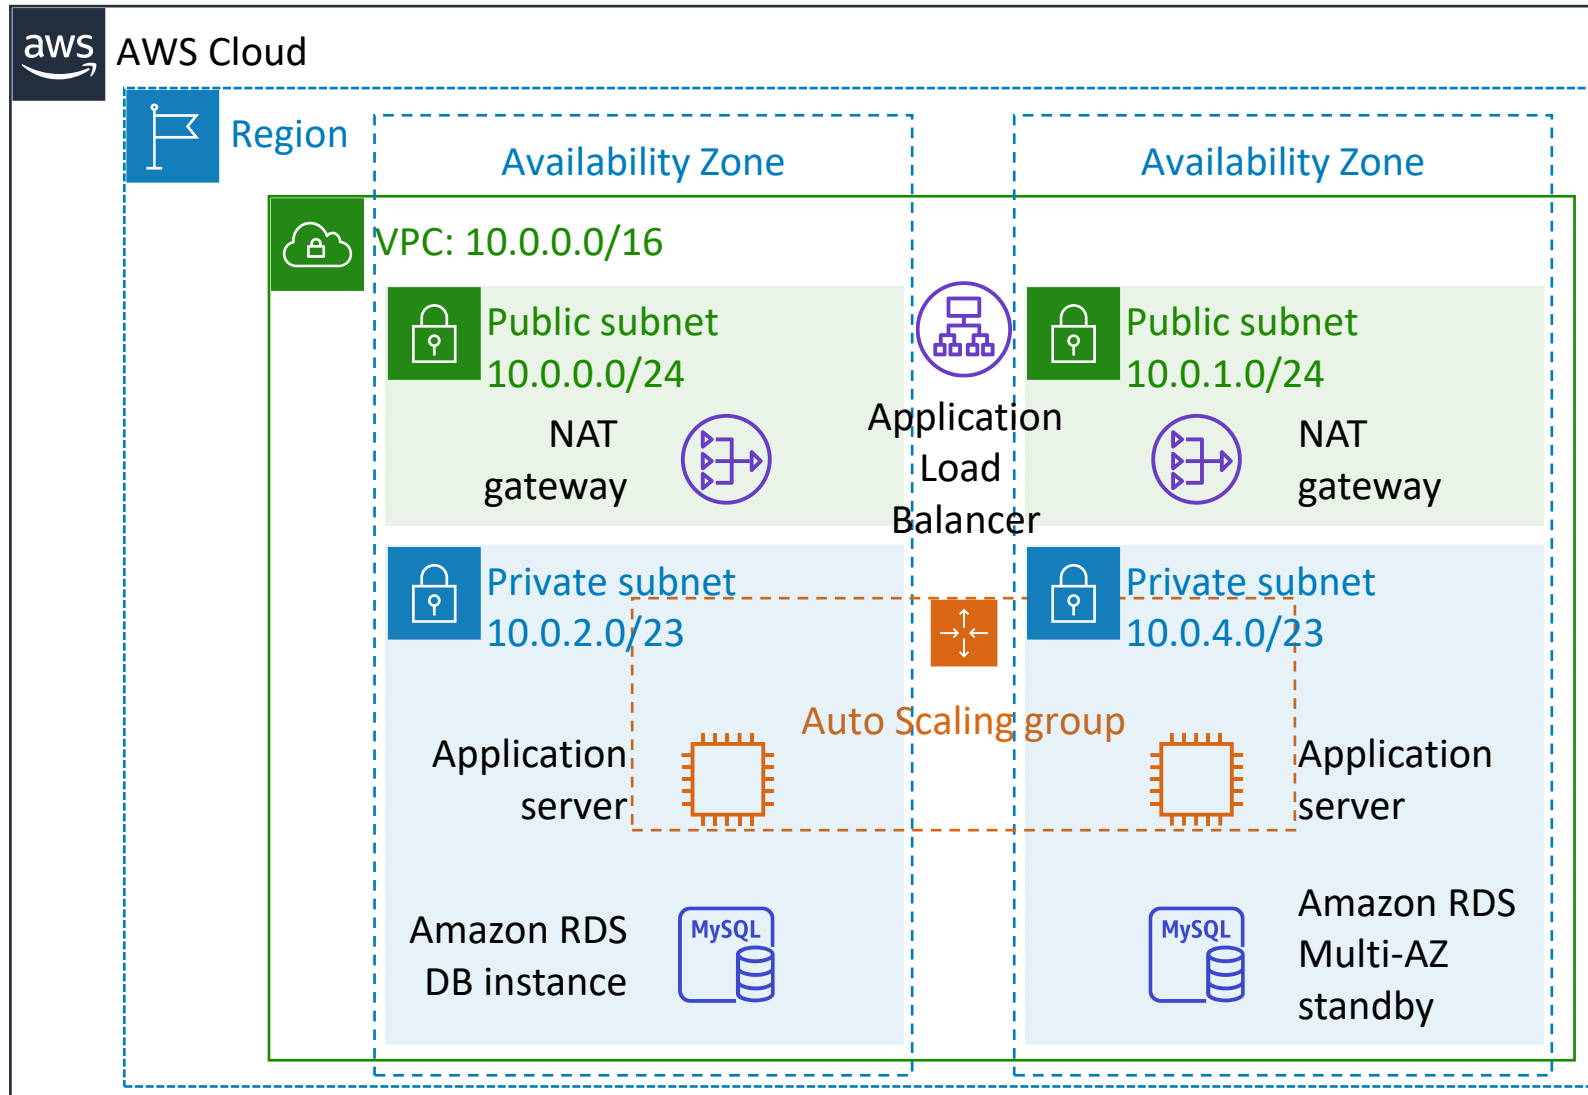 aws
AWS Cloud
Region
Availability Zone
Availability Zone
VPC: 10.0.0.0/16
Public subnet
10.0.0.0/24
NAT
gateway
Application
Load
Balancer
Public subnet
10.0.1.0/24
NAT
gateway
Private subnet
10.0.2.0/23
Private subnet
10.0.4.0/23
Auto Scaling group
Application
server
Application
server
Amazon RDS
DB instance
MySQL
MySQL
Amazon RDS
Multi-AZ
standby